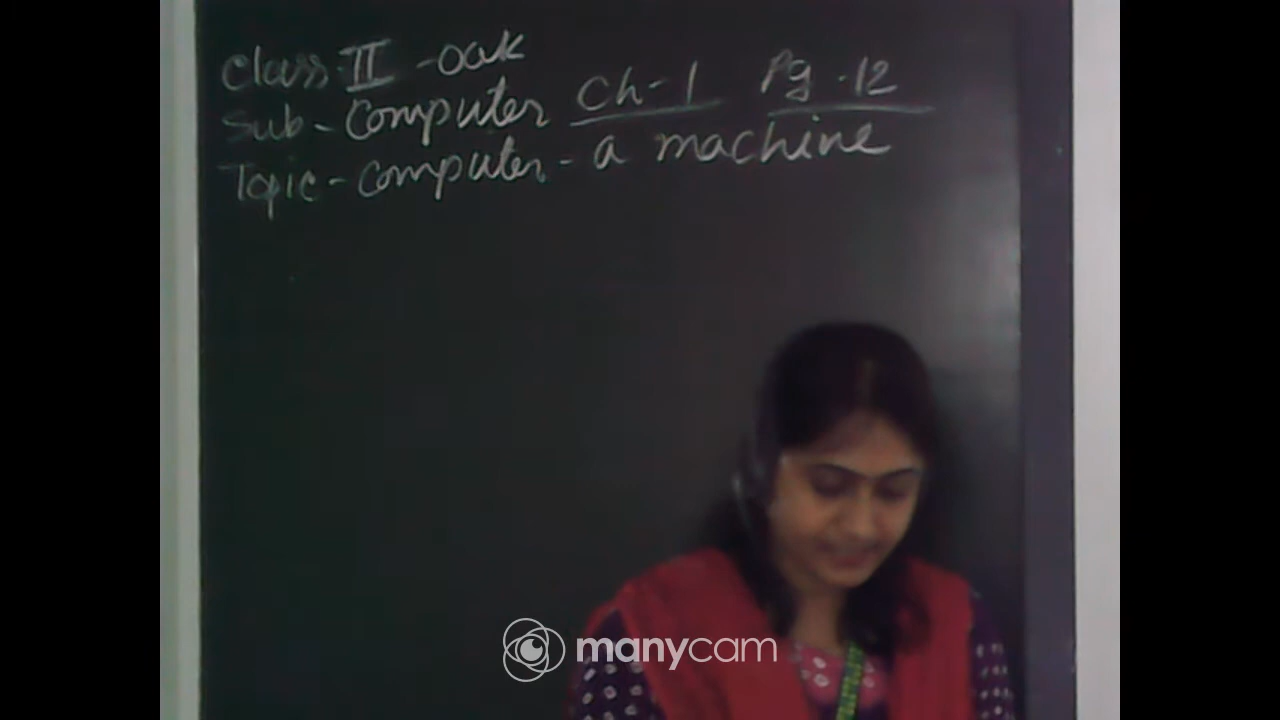 Class-II -oak
Sub-Computer Ch-1 Pg-12
Topic-Computer-a machine
manycam